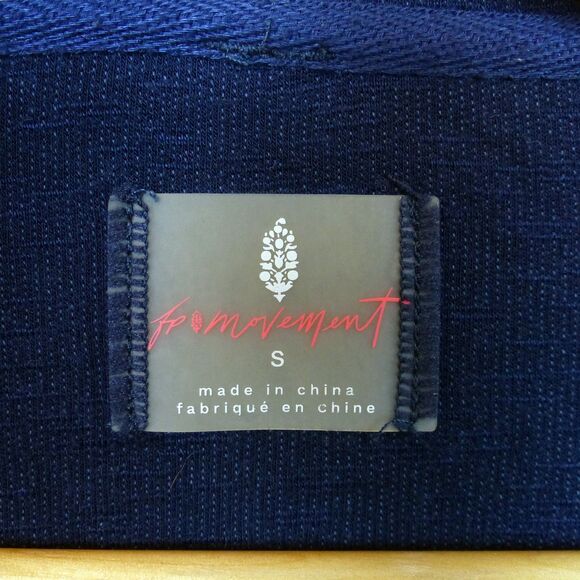 fp movement
S
made in china
fabriqué en chine